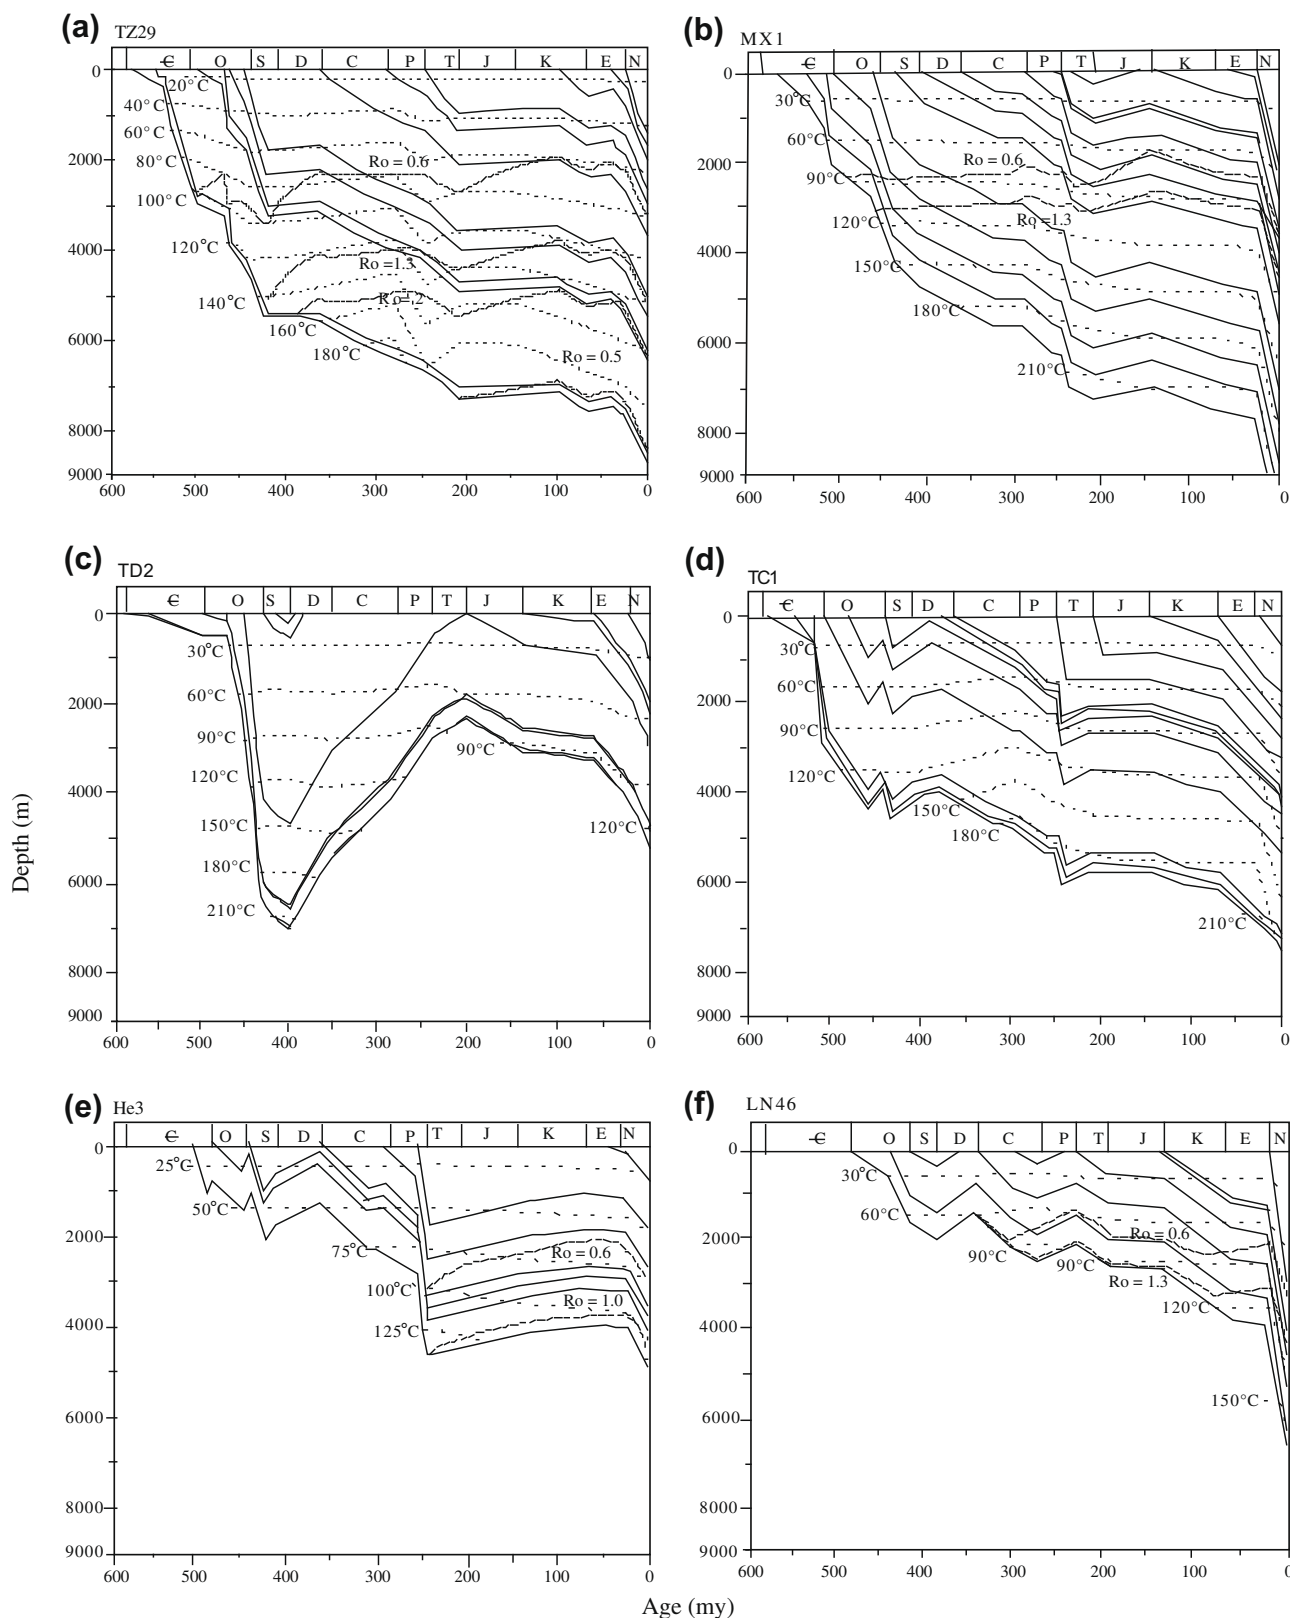 (a) TZ29
Є O S D C P T J K E N
0
2000
4000
6000
8000
9000
20°C
40°C
60°C
80°C
100°C
120°C
140°C
160°C
180°C
Ro = 0.6
Ro =1.3
Ro = 2
Ro = 0.5
600 500 400 300 200 100 0
(b) MX1
Є O S D C P T J K E N
0
2000
4000
6000
8000
9000
30°C
60°C
90°C
120°C
150°C
180°C
210°C
Ro = 0.6
Ro =1.3
600 500 400 300 200 100 0
(c) TD2
Є O S D C P T J K E N
0
2000
4000
6000
8000
9000
30°C
60°C
90°C
120°C
150°C
180°C
210°C
90°C
120°C
600 500 400 300 200 100 0
(d) TC1
Є O S D C P T J K E N
0
2000
4000
6000
8000
9000
30°C
60°C
90°C
120°C
150°C
180°C
210°C
600 500 400 300 200 100 0
(e) He3
Є O S D C P T J K E N
0
2000
4000
6000
8000
9000
25°C
50°C
75°C
100°C
125°C
Ro = 0.6
Ro = 1.0
600 500 400 300 200 100 0
(f) LN46
Є O S D C P T J K E N
0
2000
4000
6000
8000
9000
30°C
60°C
90°C
90°C
120°C
150°C
Ro = 0.6
Ro = 1.3
600 500 400 300 200 100 0
Depth (m)
Age (my)